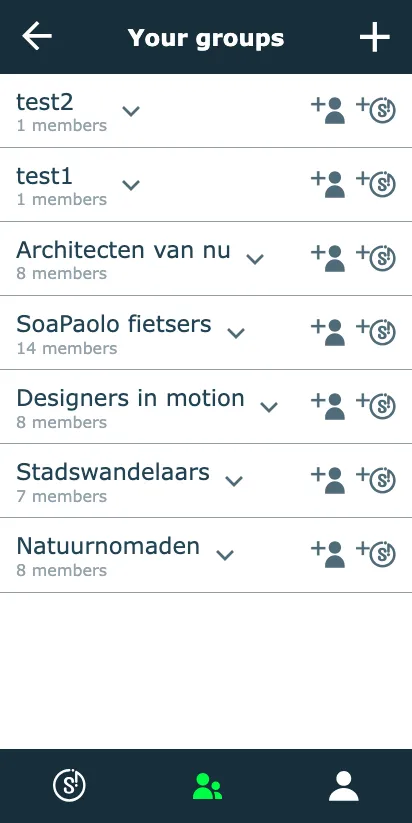 Your groups
test2
1 members
test1
1 members
Architecten van nu
8 members
SoaPaolo fietsers
14 members
Designers in motion
8 members
Stadswandelaars
7 members
Natuurnomaden
8 members